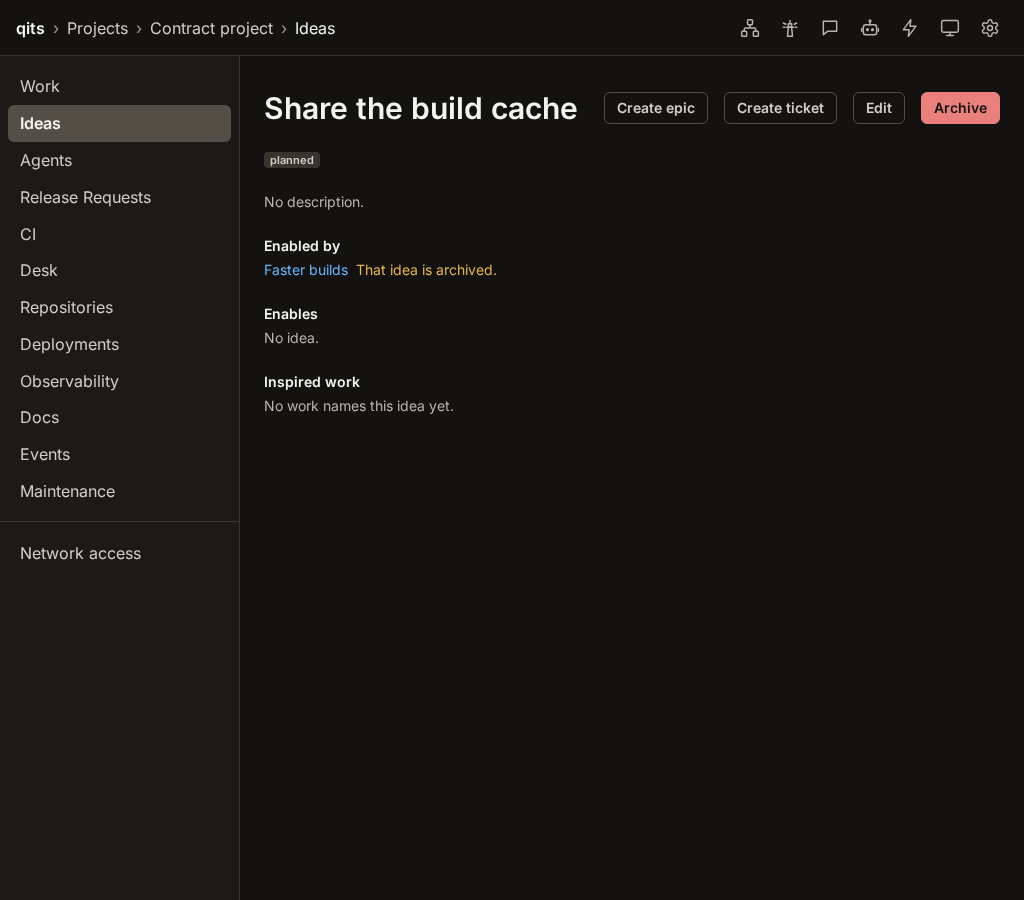 qits › Projects › Contract project › Ideas
Work
Ideas
Agents
Release Requests
CI
Desk
Repositories
Deployments
Observability
Docs
Events
Maintenance
Network access
Share the build cache
Create epic
Create ticket
Edit
Archive
planned
No description.
Enabled by
Faster builds That idea is archived.
Enables
No idea.
Inspired work
No work names this idea yet.